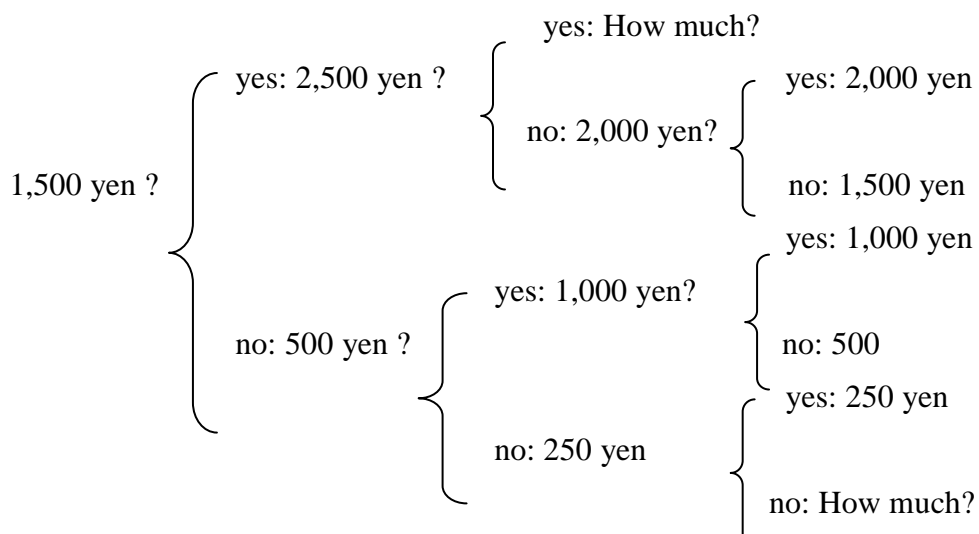 yes: How much?
yes: 2,500 yen ?
yes: 2,000 yen
no: 2,000 yen?
1,500 yen ?
no: 1,500 yen
yes: 1,000 yen
yes: 1,000 yen?
no: 500 yen ?
no: 500
yes: 250 yen
no: 250 yen
no: How much?